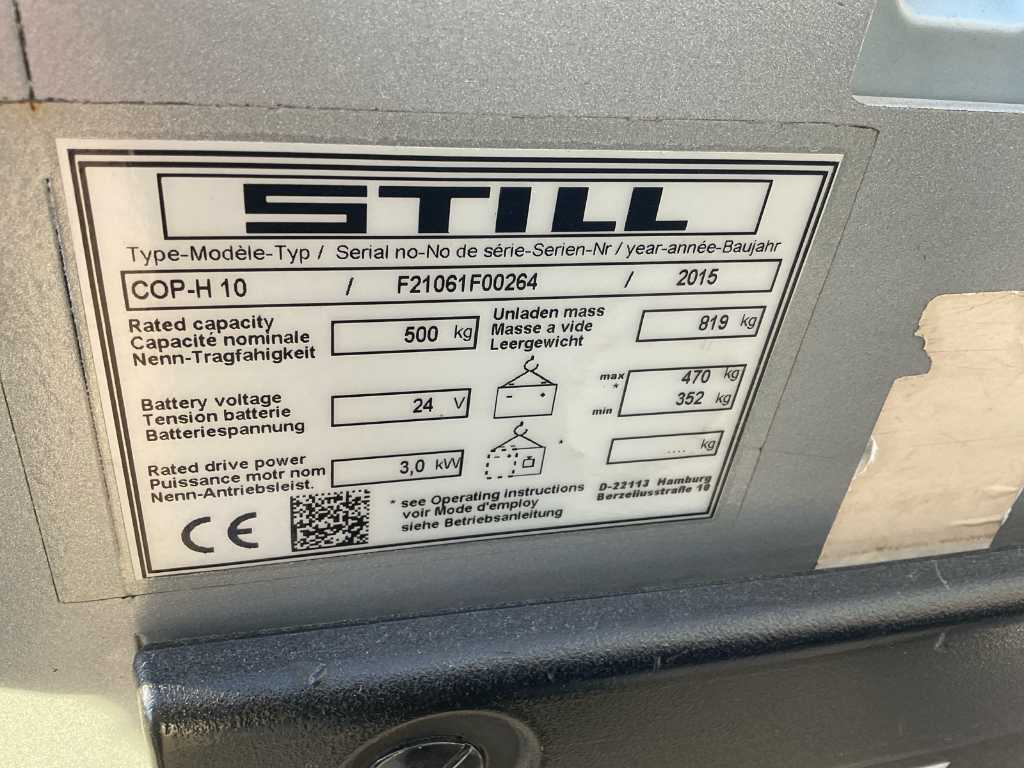 STILL
Type-Modèle-Typ / Serial no-No de série-Serien-Nr / year-année-Baujahr
COP-H 10 / F21061F00264 / 2015
Rated capacity
Capacité nominale
Nenn-Tragfahigkeit
500 kg
Unladen mass
Masse a vide
Leergewicht
819 kg
Battery voltage
Tension batterie
Batteriespannung
24 V
- +
max 470 kg
*
min 352 kg
Rated drive power
Puissance motr nom
Nenn-Antriebsleist.
3,0 kW
*
.... kg
CE
* see Operating instructions
voir Mode d'employ
siehe Betriebsanleitung
D-22113 Hamburg
Berzeliusstraße 10